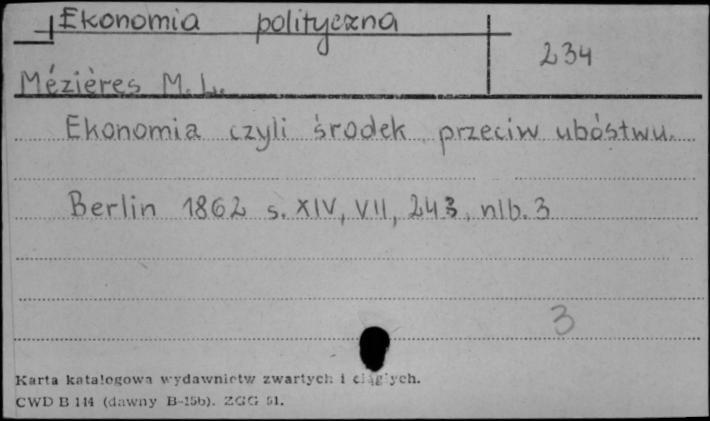 Ekonomia polityczna
234
Mézières M. L.
Ekonomia czyli środek przeciw ubóstwu.
Berlin 1862 s. XIV, VII, 243, nlb. 3
3
Karta katalogowa wydawnictw zwartych i ciągłych.
CWD B 114 (dawny B-15b). ZGG 51.